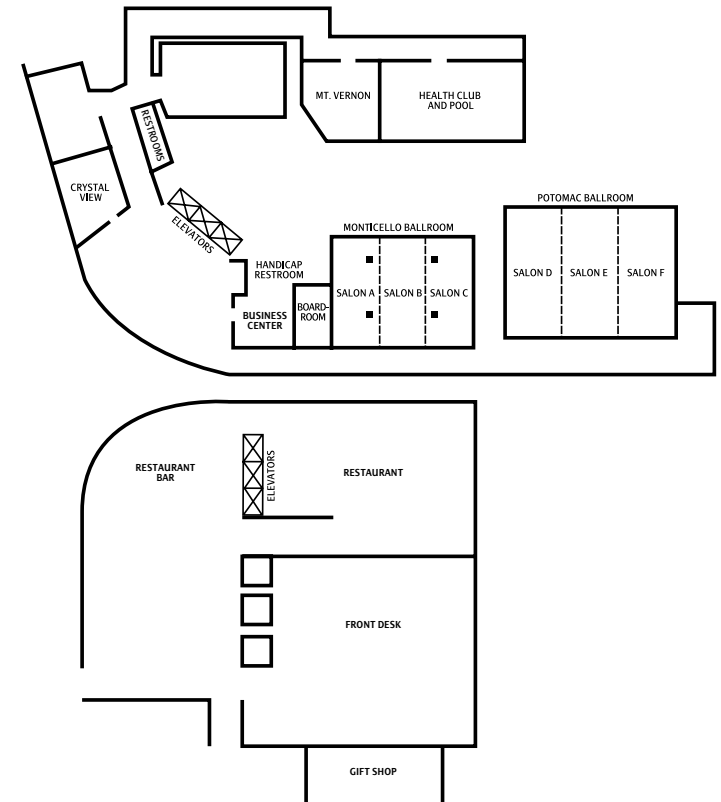 MT. VERNON
HEALTH CLUB
AND POOL
RESTROOMS
CRYSTAL
VIEW
ELEVATORS
POTOMAC BALLROOM
MONTICELLO BALLROOM
HANDICAP
RESTROOM
SALON A
SALON B
SALON C
SALON D
SALON E
SALON F
BOARD-
ROOM
BUSINESS
CENTER
RESTAURANT
BAR
ELEVATORS
RESTAURANT
FRONT DESK
GIFT SHOP